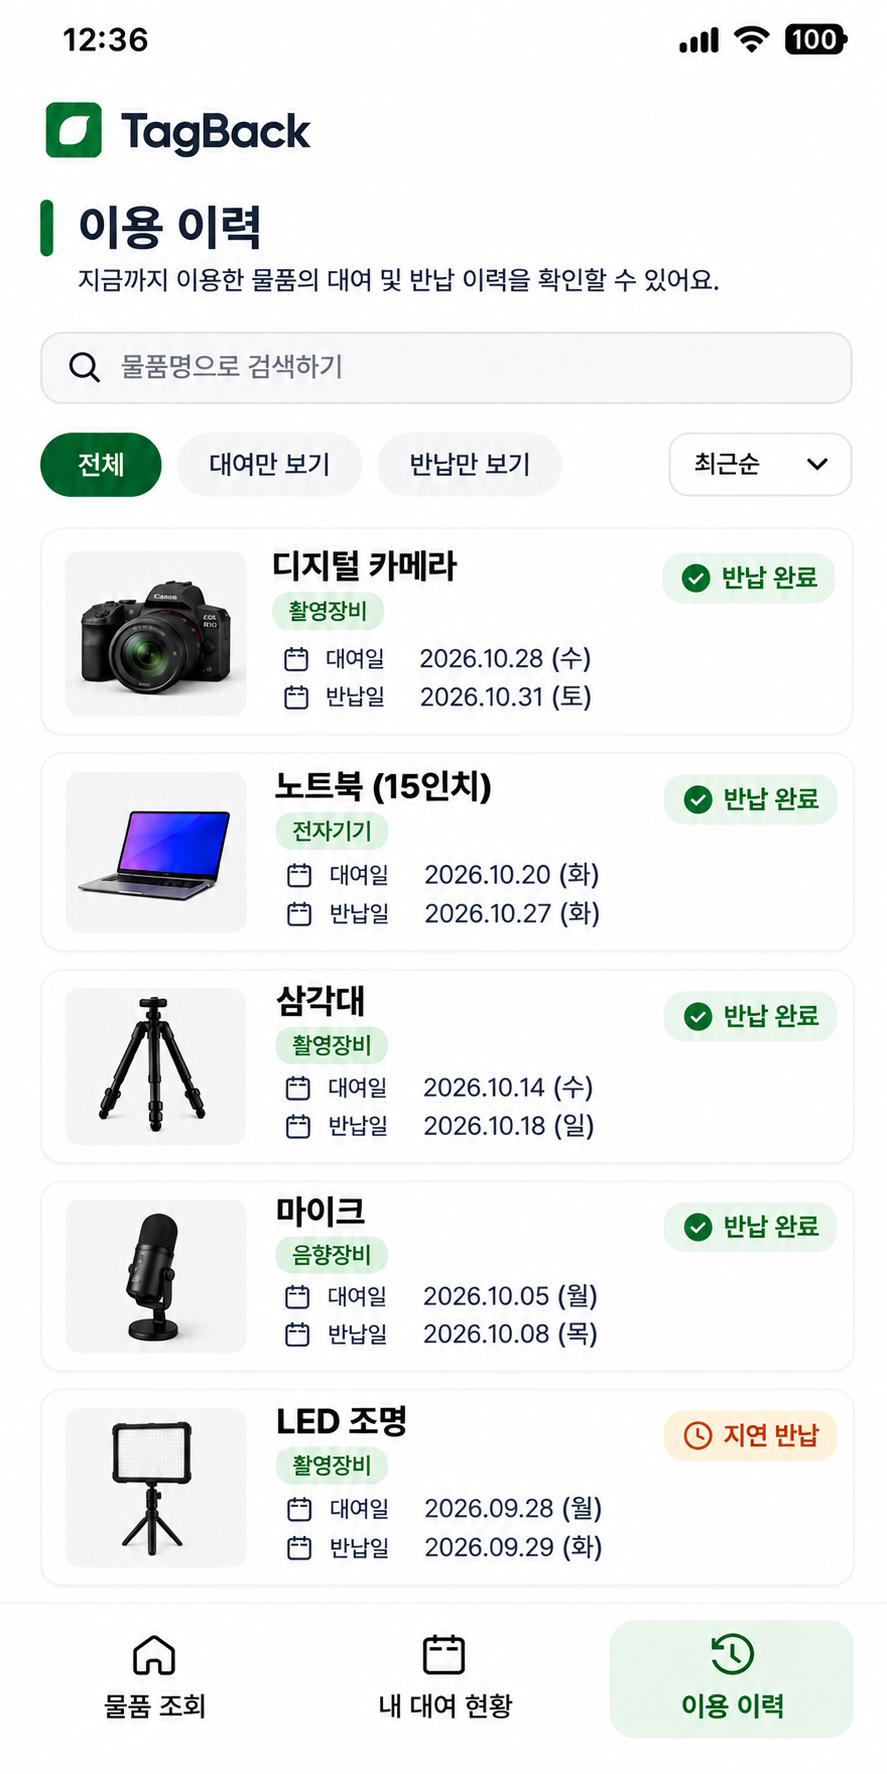 12:36
100
TagBack
이용 이력
지금까지 이용한 물품의 대여 및 반납 이력을 확인할 수 있어요.
물품명으로 검색하기
전체
대여만 보기
반납만 보기
최근순
디지털 카메라
반납 완료
촬영장비
대여일 2026.10.28 (수)
반납일 2026.10.31 (토)
Canon
EOS
R10
노트북 (15인치)
반납 완료
전자기기
대여일 2026.10.20 (화)
반납일 2026.10.27 (화)
삼각대
반납 완료
촬영장비
대여일 2026.10.14 (수)
반납일 2026.10.18 (일)
마이크
반납 완료
음향장비
대여일 2026.10.05 (월)
반납일 2026.10.08 (목)
LED 조명
지연 반납
촬영장비
대여일 2026.09.28 (월)
반납일 2026.09.29 (화)
물품 조회
내 대여 현황
이용 이력